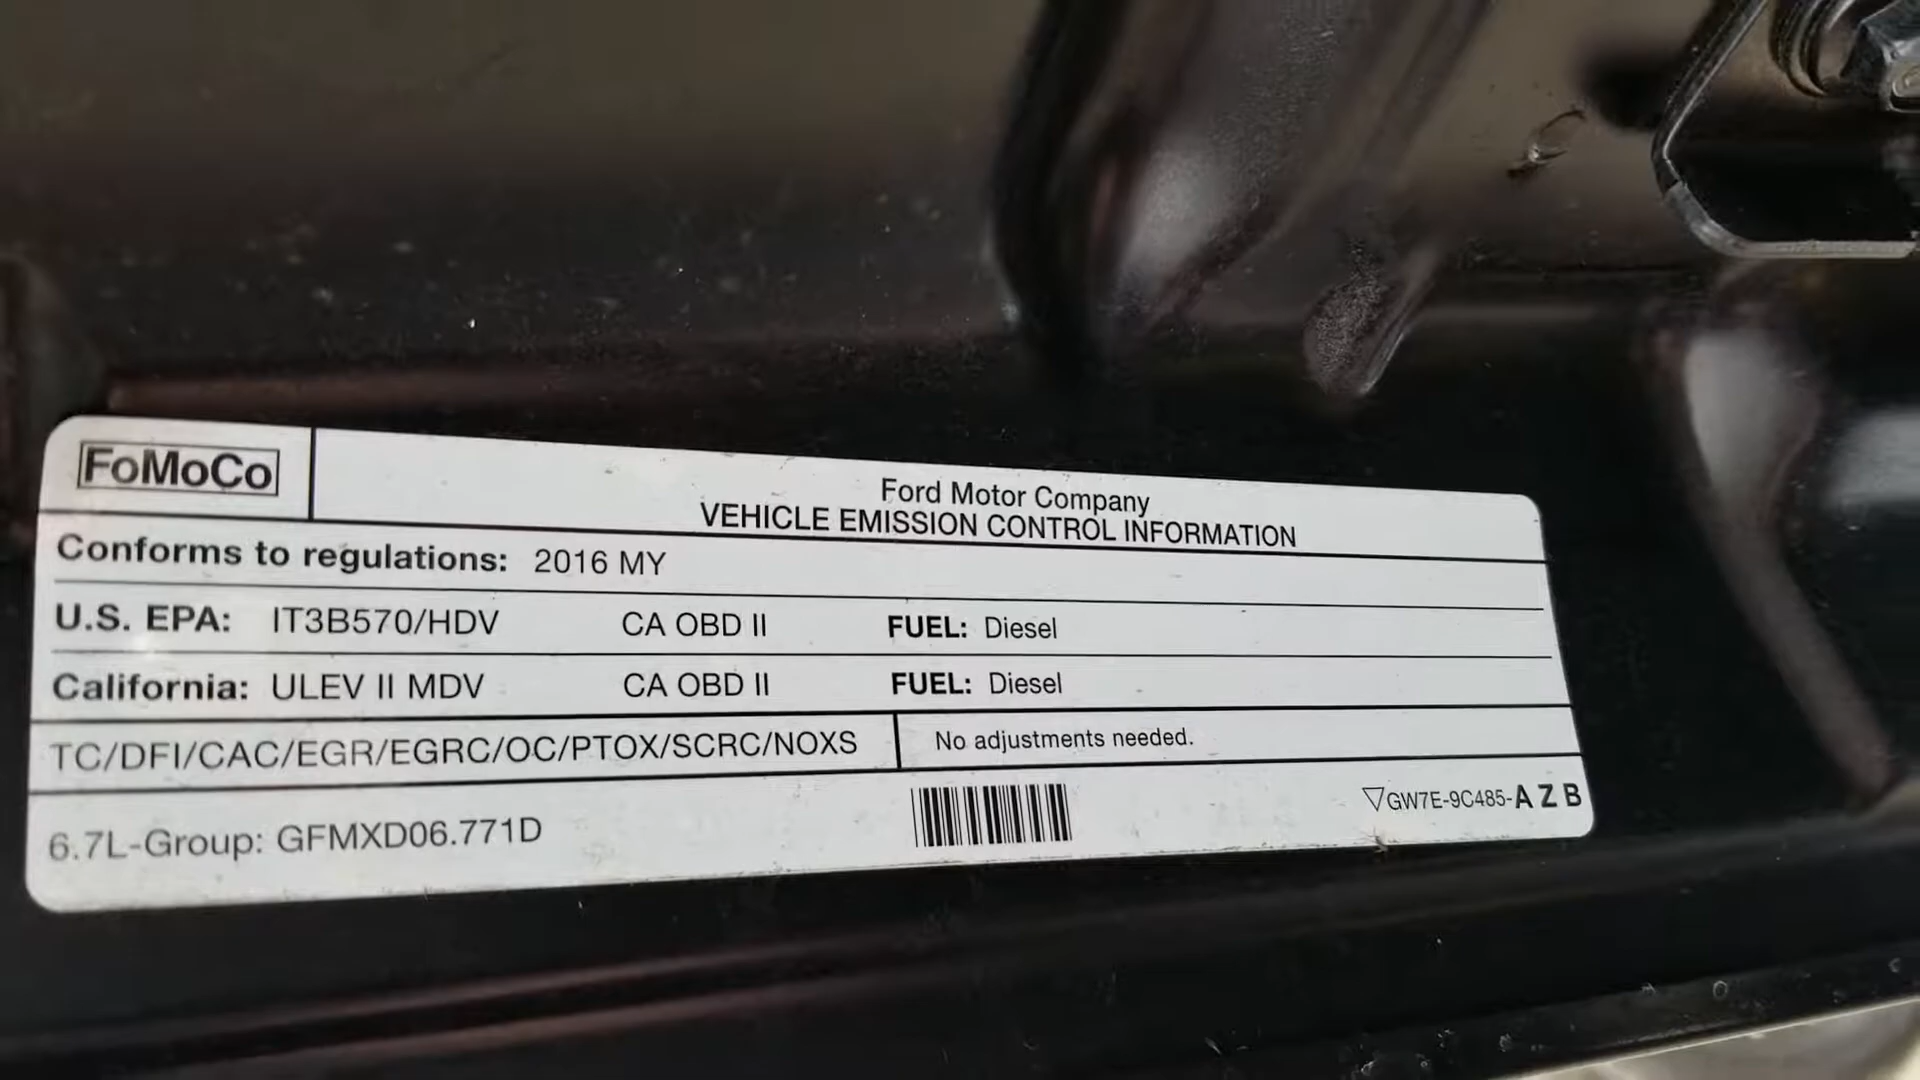 FoMoCo
Ford Motor Company
VEHICLE EMISSION CONTROL INFORMATION
Conforms to regulations: 2016 MY
U.S. EPA: IT3B570/HDV CA OBD II FUEL: Diesel
California: ULEV II MDV CA OBD II FUEL: Diesel
TC/DFI/CAC/EGR/EGRC/OC/PTOX/SCRC/NOXS No adjustments needed.
6.7L-Group: GFMXD06.771D ▽GW7E-9C485-A Z B